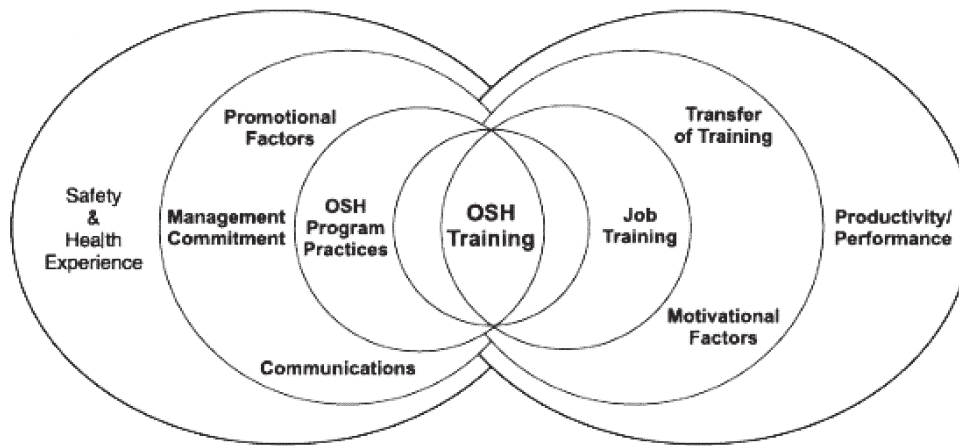 Promotional
Factors
Transfer
of Training
Safety
&
Health
Experience
Management
Commitment
OSH
Program
Practices
OSH
Training
Job
Training
Productivity/
Performance
Motivational
Factors
Communications